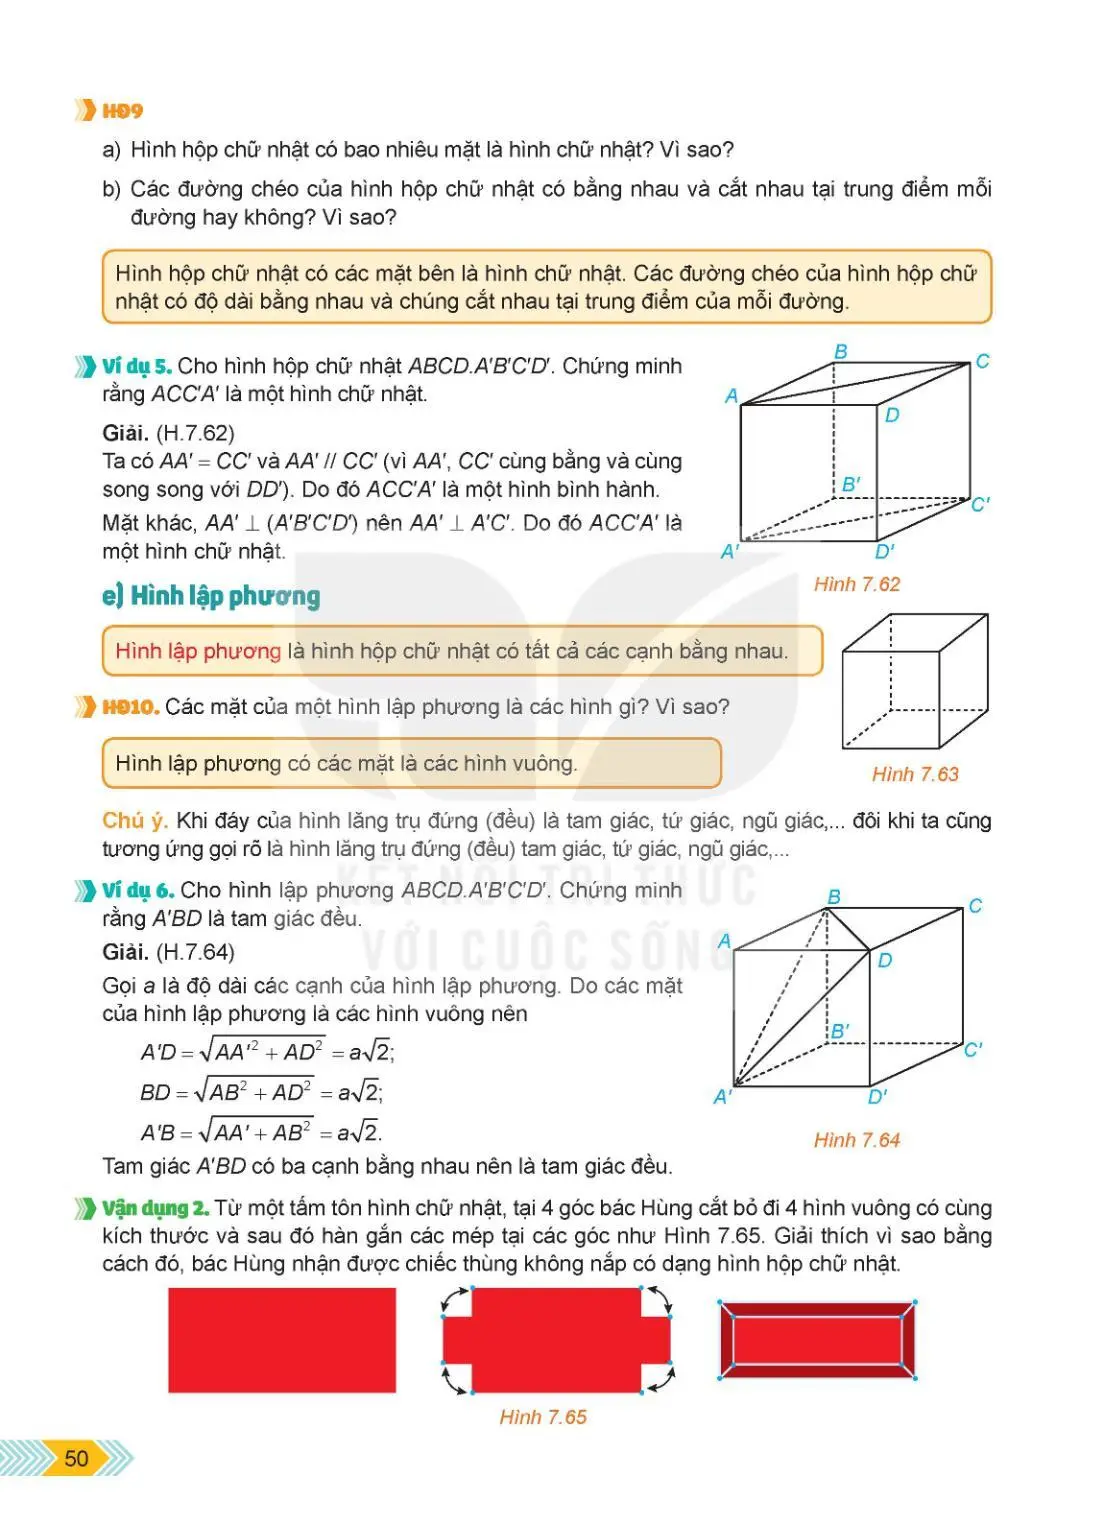 HĐ9
a) Hình hộp chữ nhật có bao nhiêu mặt là hình chữ nhật? Vì sao?
b) Các đường chéo của hình hộp chữ nhật có bằng nhau và cắt nhau tại trung điểm mỗi
đường hay không? Vì sao?
Hình hộp chữ nhật có các mặt bên là hình chữ nhật. Các đường chéo của hình hộp chữ
nhật có độ dài bằng nhau và chúng cắt nhau tại trung điểm của mỗi đường.
Ví dụ 5. Cho hình hộp chữ nhật ABCD.A'B'C'D'. Chứng minh
rằng ACC'A' là một hình chữ nhật.
Giải. (H.7.62)
Ta có AA' = CC' và AA' // CC' (vì AA', CC' cùng bằng và cùng
song song với DD'). Do đó ACC'A' là một hình bình hành.
Mặt khác, AA' ⊥ (A'B'C'D') nên AA' ⊥ A'C'. Do đó ACC'A' là
một hình chữ nhật.
B
C
A
D
B'
C'
A'
D'
Hình 7.62
e) Hình lập phương
Hình lập phương là hình hộp chữ nhật có tất cả các cạnh bằng nhau.
HĐ10. Các mặt của một hình lập phương là các hình gì? Vì sao?
Hình lập phương có các mặt là các hình vuông.
Hình 7.63
Chú ý. Khi đáy của hình lăng trụ đứng (đều) là tam giác, tứ giác, ngũ giác,... đôi khi ta cũng
tương ứng gọi rõ là hình lăng trụ đứng (đều) tam giác, tứ giác, ngũ giác,...
KẾT NỐI TRI THỨC
VỚI CUỘC SỐNG
Ví dụ 6. Cho hình lập phương ABCD.A'B'C'D'. Chứng minh
rằng A'BD là tam giác đều.
Giải. (H.7.64)
Gọi a là độ dài các cạnh của hình lập phương. Do các mặt
của hình lập phương là các hình vuông nên
A'D = √(AA'² + AD²) = a√2;
BD = √(AB² + AD²) = a√2;
A'B = √(AA' + AB²) = a√2.
Tam giác A'BD có ba cạnh bằng nhau nên là tam giác đều.
B
C
A
D
B'
C'
A'
D'
Hình 7.64
Vận dụng 2. Từ một tấm tôn hình chữ nhật, tại 4 góc bác Hùng cắt bỏ đi 4 hình vuông có cùng
kích thước và sau đó hàn gắn các mép tại các góc như Hình 7.65. Giải thích vì sao bằng
cách đó, bác Hùng nhận được chiếc thùng không nắp có dạng hình hộp chữ nhật.
Hình 7.65
50